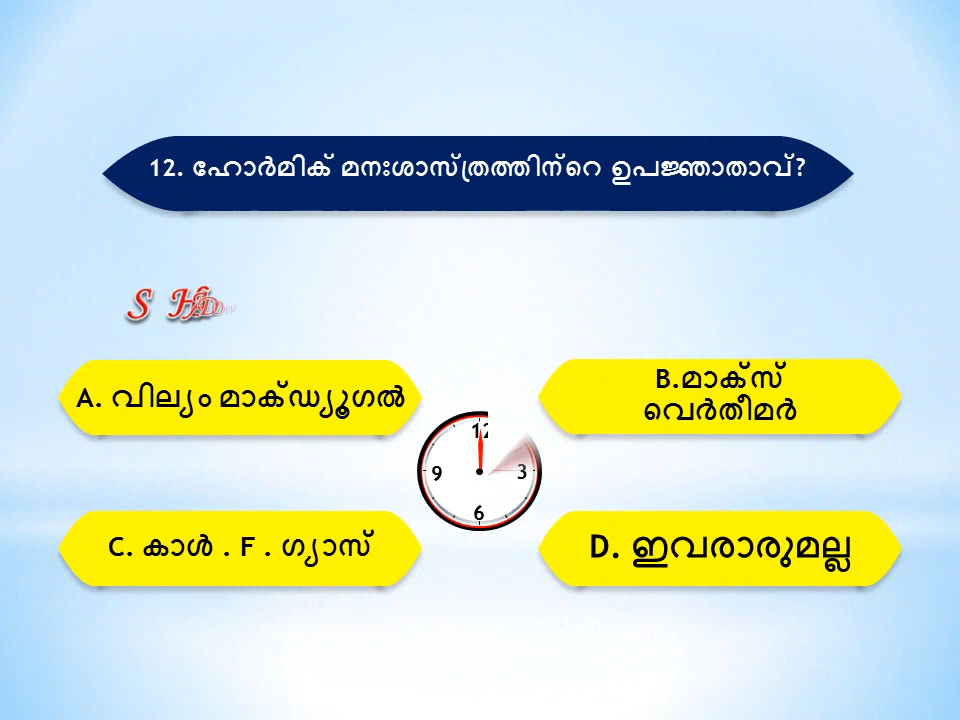 12. ഹോർമിക് മനഃശാസ്ത്രത്തിന്റെ ഉപജ്ഞാതാവ്?
A. വില്യം മാക്ഡ്യൂഗൽ
B.മാക്സ്
വെർതീമർ
12
9
3
6
C. കാൾ . F . ഗ്യാസ്
D. ഇവരാരുമല്ല